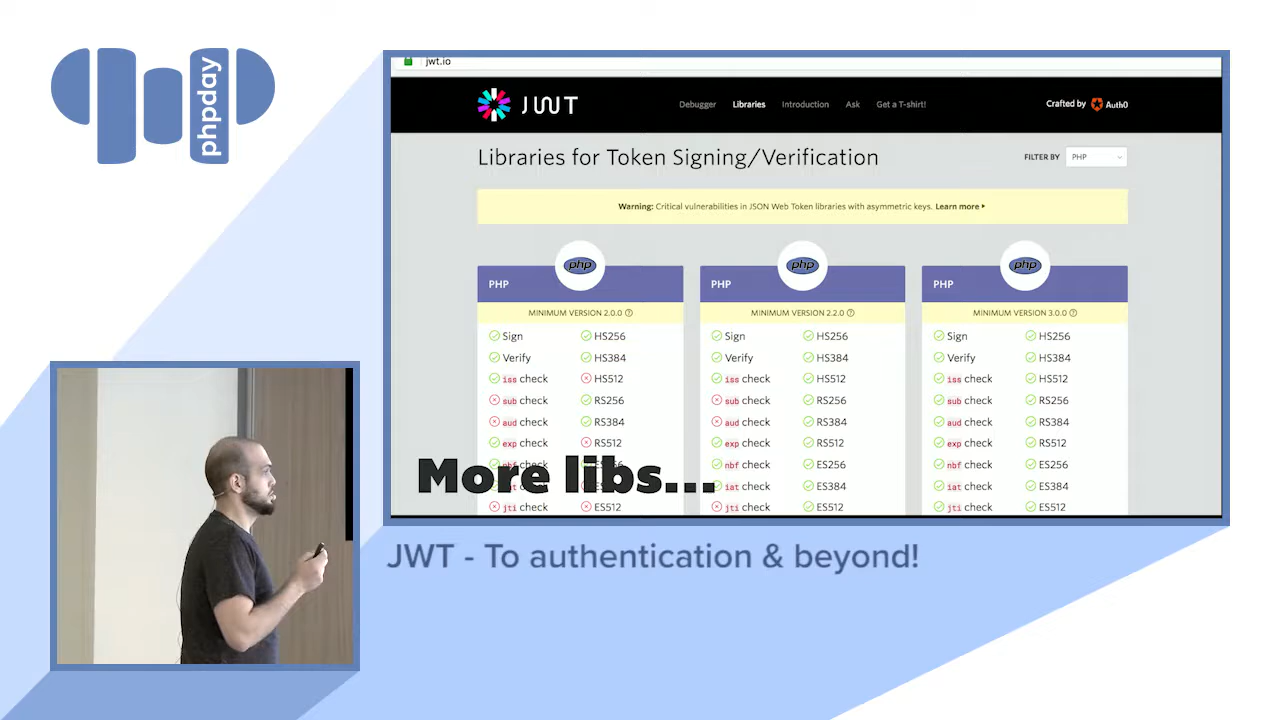 phpday
jwt.io
JWT
Debugger Libraries Introduction Ask Get a T-shirt!
Crafted by Auth0
Libraries for Token Signing/Verification
FILTER BY PHP
Warning: Critical vulnerabilities in JSON Web Token libraries with asymmetric keys. Learn more
php php php
PHP PHP PHP
MINIMUM VERSION 2.0.0 MINIMUM VERSION 2.2.0 MINIMUM VERSION 3.0.0
Sign HS256 Sign HS256 Sign HS256
Verify HS384 Verify HS384 Verify HS384
iss check HS512 iss check HS512 iss check HS512
sub check RS256 sub check RS256 sub check RS256
aud check RS384 aud check RS384 aud check RS384
exp check RS512 exp check RS512 exp check RS512
nbf check ES256 nbf check ES256 nbf check ES256
check iat check ES384 iat check ES384
jti check ES512 jti check ES512 jti check ES512
More libs...
JWT - To authentication & beyond!